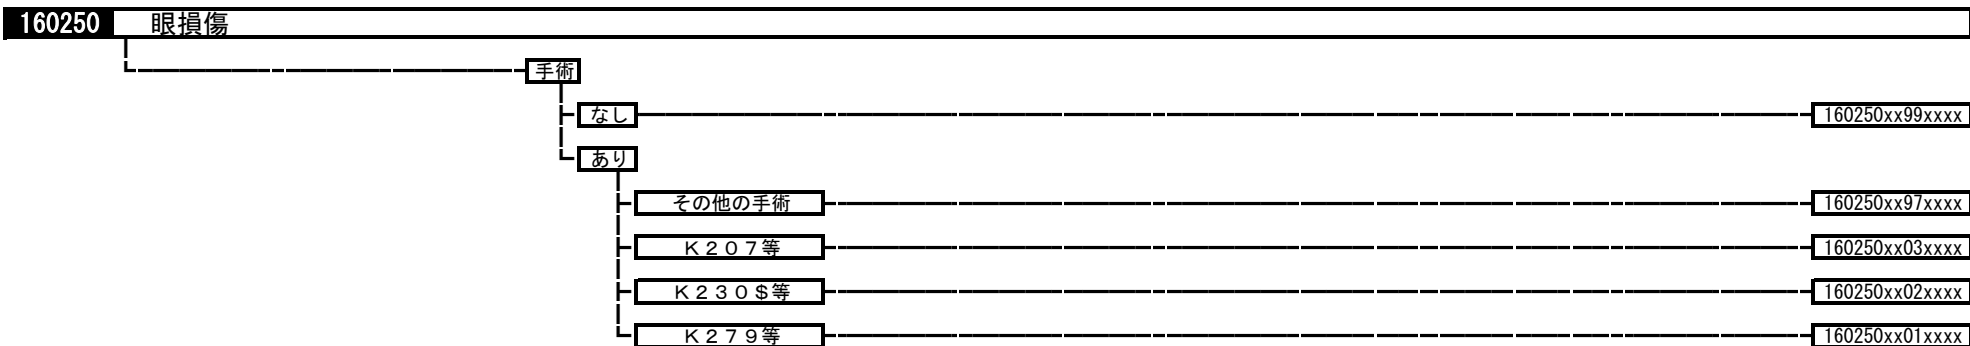 160250 眼損傷
手術
なし 160250xx99xxxx
あり
その他の手術 160250xx97xxxx
Ｋ２０７等 160250xx03xxxx
Ｋ２３０＄等 160250xx02xxxx
Ｋ２７９等 160250xx01xxxx